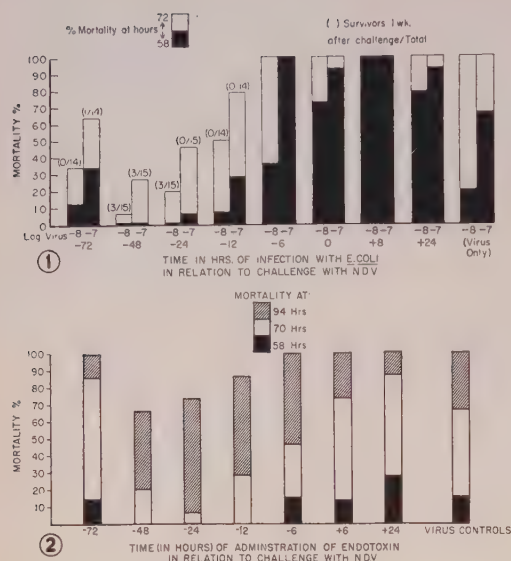 % Mortality at hours
72
58
( ) Survivors 1 wk.
after challenge/Total
MORTALITY %
100
90
80
70
60
50
40
30
20
10
0
(0/14)
(1/14)
(3/15)
(3/15)
(0/15)
(0/14)
(0/14)
Log Virus -8 -7 -8 -7 -8 -7 -8 -7 -8 -7 -8 -7 -8 -7 -8 -7 -8 -7
-72 -48 -24 -12 -6 0 +8 +24 (Virus Only)
1
TIME IN HRS. OF INFECTION WITH E.COLI
IN RELATION TO CHALLENGE WITH NDV
MORTALITY AT:
94 Hrs
70 Hrs
58 Hrs
MORTALITY %
100
90
80
70
60
50
40
30
20
10
-72 -48 -24 -12 -6 +6 +24 VIRUS CONTROLS
2
TIME (IN HOURS) OF ADMINSTRATION OF ENDOTOXIN
IN RELATION TO CHALLENGE WITH NDV